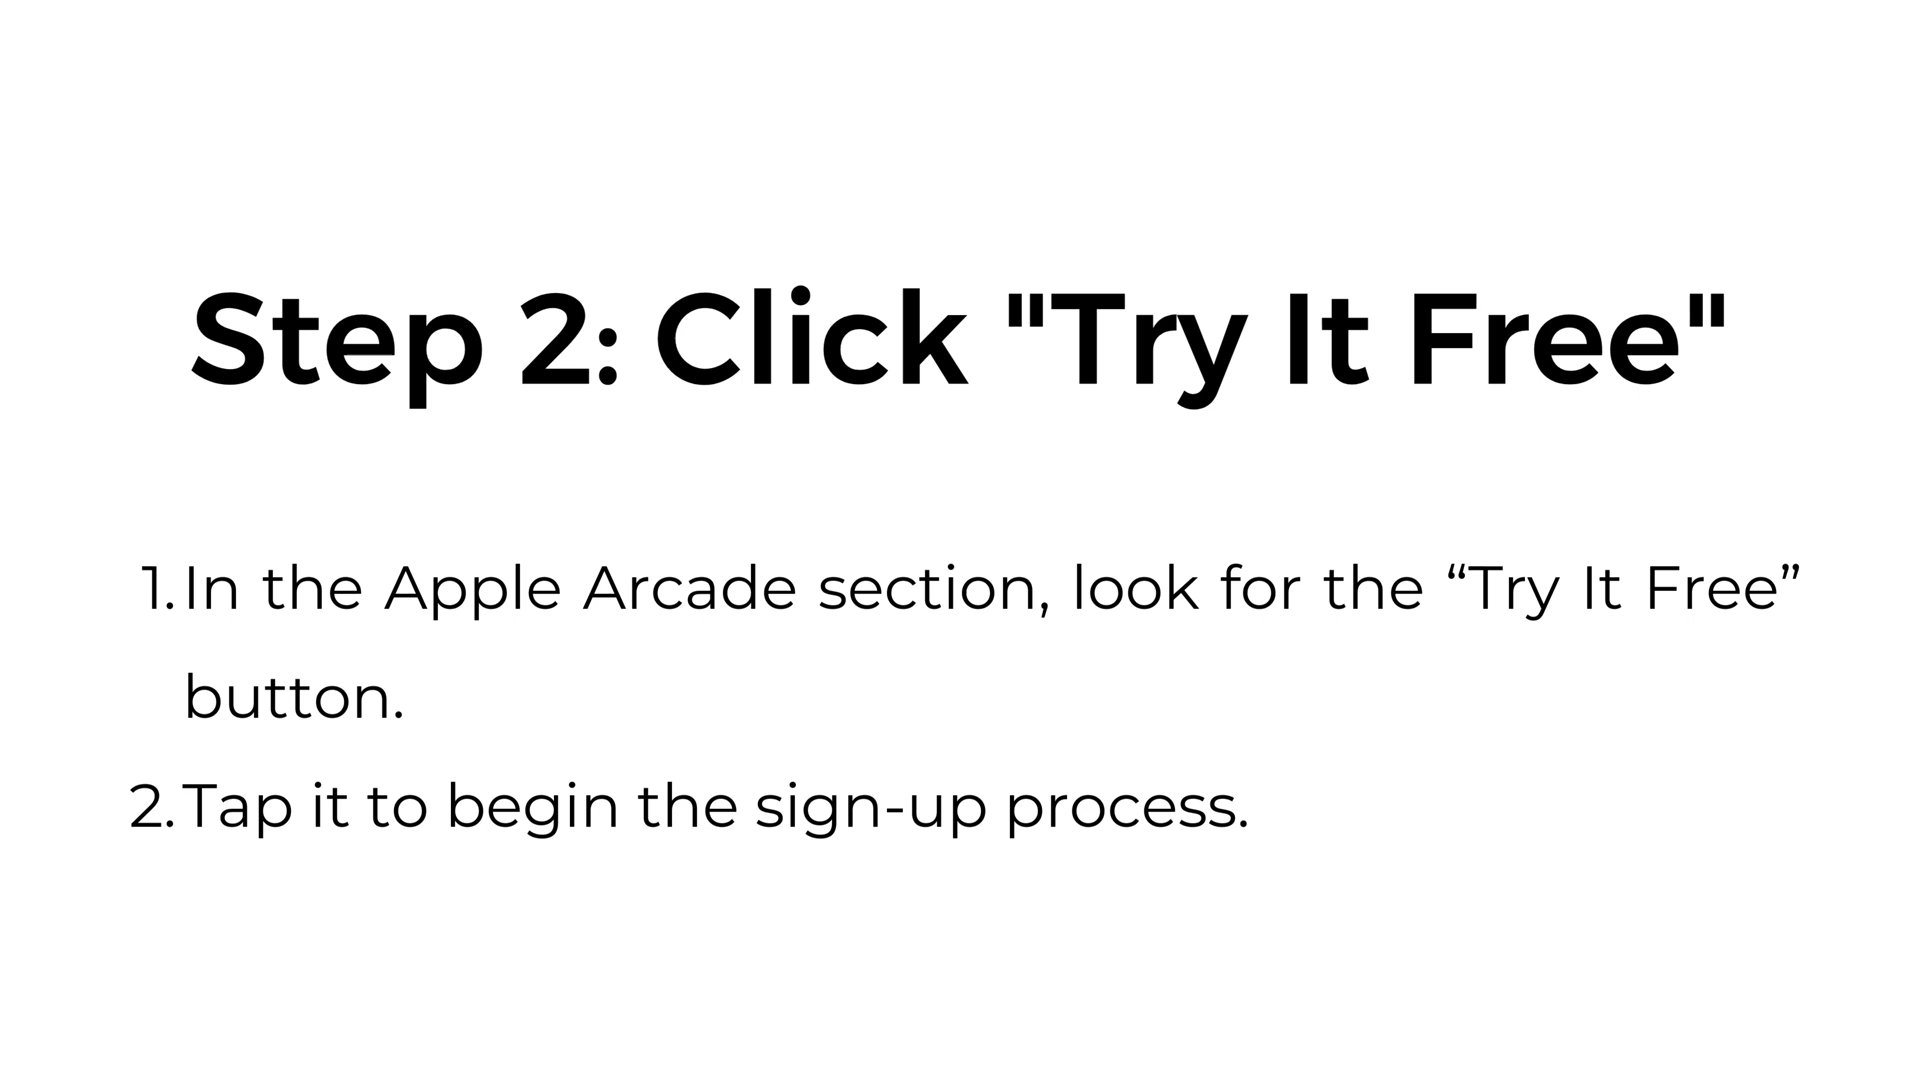 Step 2: Click "Try It Free"
1. In the Apple Arcade section, look for the “Try It Free”
button.
2. Tap it to begin the sign-up process.